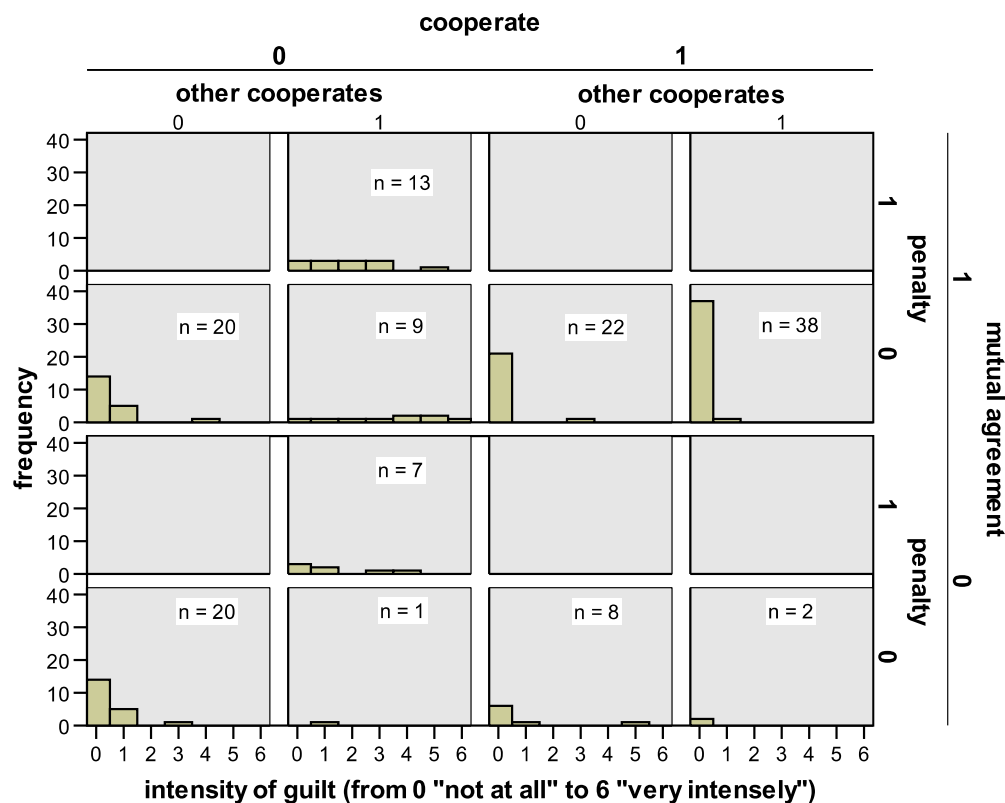 cooperate
0 1
other cooperates other cooperates
0 1 0 1
40
30
20
10
0
n = 13
1
40
30
20
10
0
n = 20 n = 9 n = 22 n = 38
0
penalty
1
40
30
20
10
0
n = 7
1
40
30
20
10
0
n = 20 n = 1 n = 8 n = 2
0
penalty
0
mutual agreement
frequency
0 1 2 3 4 5 6 0 1 2 3 4 5 6 0 1 2 3 4 5 6 0 1 2 3 4 5 6
intensity of guilt (from 0 "not at all" to 6 "very intensely")